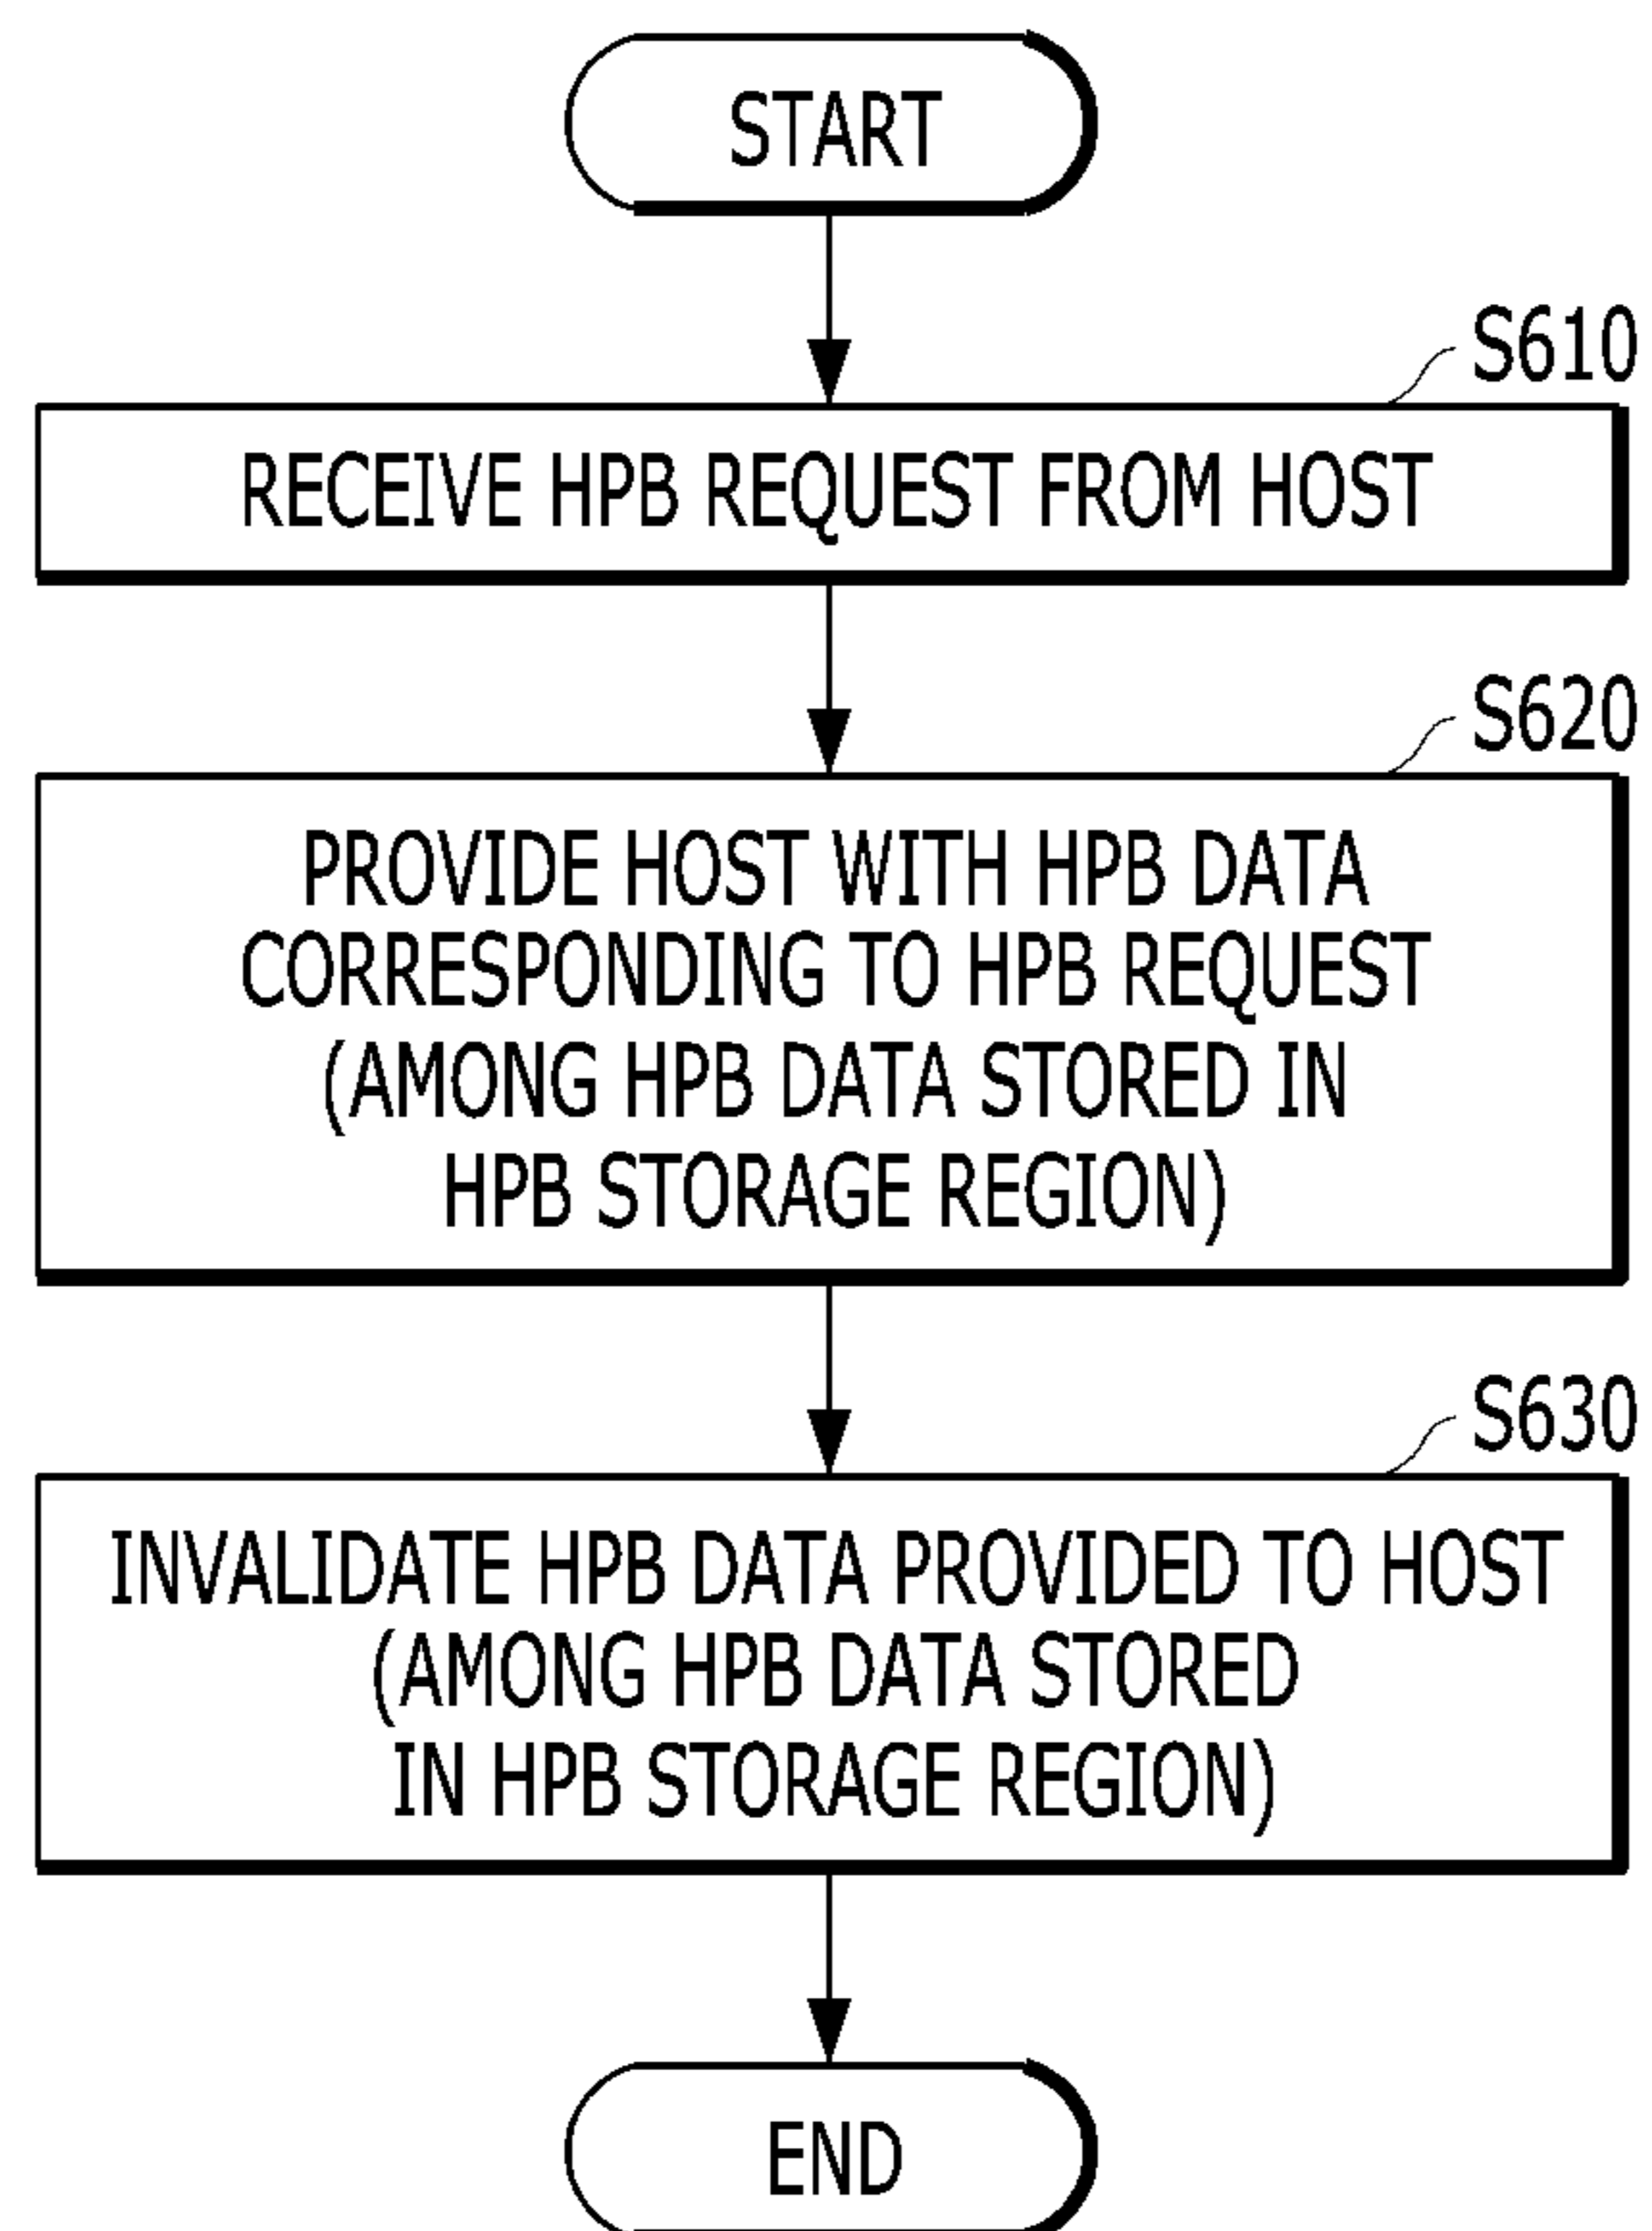 START
S610
RECEIVE HPB REQUEST FROM HOST
S620
PROVIDE HOST WITH HPB DATA
CORRESPONDING TO HPB REQUEST
(AMONG HPB DATA STORED IN
HPB STORAGE REGION)
S630
INVALIDATE HPB DATA PROVIDED TO HOST
(AMONG HPB DATA STORED
IN HPB STORAGE REGION)
END